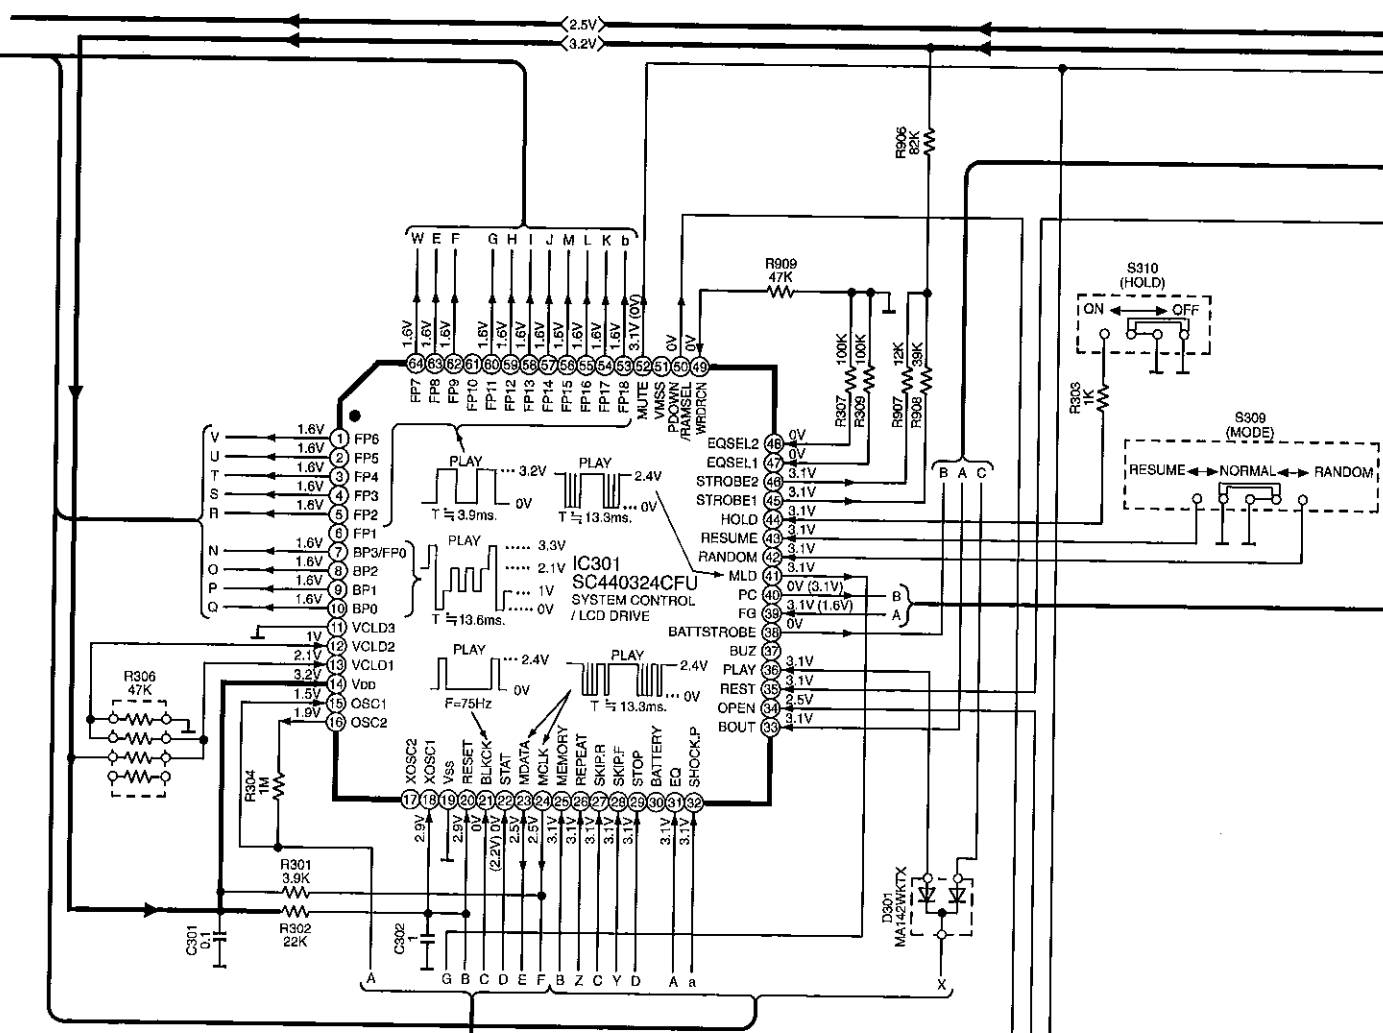 2.5V
3.2V
R906
82K
W E F G H I J M L K b
1.6V 1.6V 1.6V 1.6V 1.6V 1.6V 1.6V 1.6V 1.6V 1.6V 1.6V 3.1V (0V) 0V 0V
R909
47K
S310
(HOLD)
ON OFF
R303
1K
64 63 62 61 60 59 58 57 56 55 54 53 52 51 50 49
FP7 FP8 FP9 FP10 FP11 FP12 FP13 FP14 FP15 FP16 FP17 FP18 MUTE VMSS PDOWN /RAMSEL WRDRCN
R307 100K
R309 100K
R907 12K
R908 39K
S309
(MODE)
RESUME NORMAL RANDOM
V 1.6V 1 FP6
U 1.6V 2 FP5
T 1.6V 3 FP4
S 1.6V 4 FP3
R 1.6V 5 FP2
6 FP1
N 1.6V 7 BP3/FP0
O 1.6V 8 BP2
P 1.6V 9 BP1
Q 1.6V 10 BP0
11 VCLD3
1V 12 VCLD2
2.1V 13 VCLD1
3.2V 14 VDD
1.5V 15 OSC1
1.9V 16 OSC2
PLAY
3.2V
0V
T ≒ 3.9ms.
PLAY
2.4V
0V
T ≒ 13.3ms.
PLAY
3.3V
2.1V
1V
0V
T ≒ 13.6ms.
IC301
SC440324CFU
SYSTEM CONTROL
/ LCD DRIVE
PLAY
2.4V
0V
F=75Hz
PLAY
2.4V
0V
T ≒ 13.3ms.
EQSEL2 48 0V
EQSEL1 47 0V
STROBE2 46 3.1V
STROBE1 45 3.1V
HOLD 44 3.1V
RESUME 43 3.1V
RANDOM 42 3.1V
MLD 41 3.1V
PC 40 0V (3.1V) B
FG 39 3.1V (1.6V) A
BATTSTROBE 38 0V
BUZ 37
PLAY 36 3.1V
REST 35 3.1V
OPEN 34 2.5V
BOUT 33 3.1V
B A C
R306
47K
R304
1M
XOSC2 XOSC1 VSS RESET BLKCK STAT MDATA MCLK MEMORY REPEAT SKIP.R SKIP.F STOP BATTERY EQ SHOCK.P
17 18 19 20 21 22 23 24 25 26 27 28 29 30 31 32
2.9V 2.9V 0V (2.2V) 0V 2.5V 2.5V 3.1V 3.1V 3.1V 3.1V 3.1V 3.1V 3.1V
R301
3.9K
R302
22K
C301
0.1
C302
1
D301
MA142WKTX
A G B C D E F B Z C Y D A a X